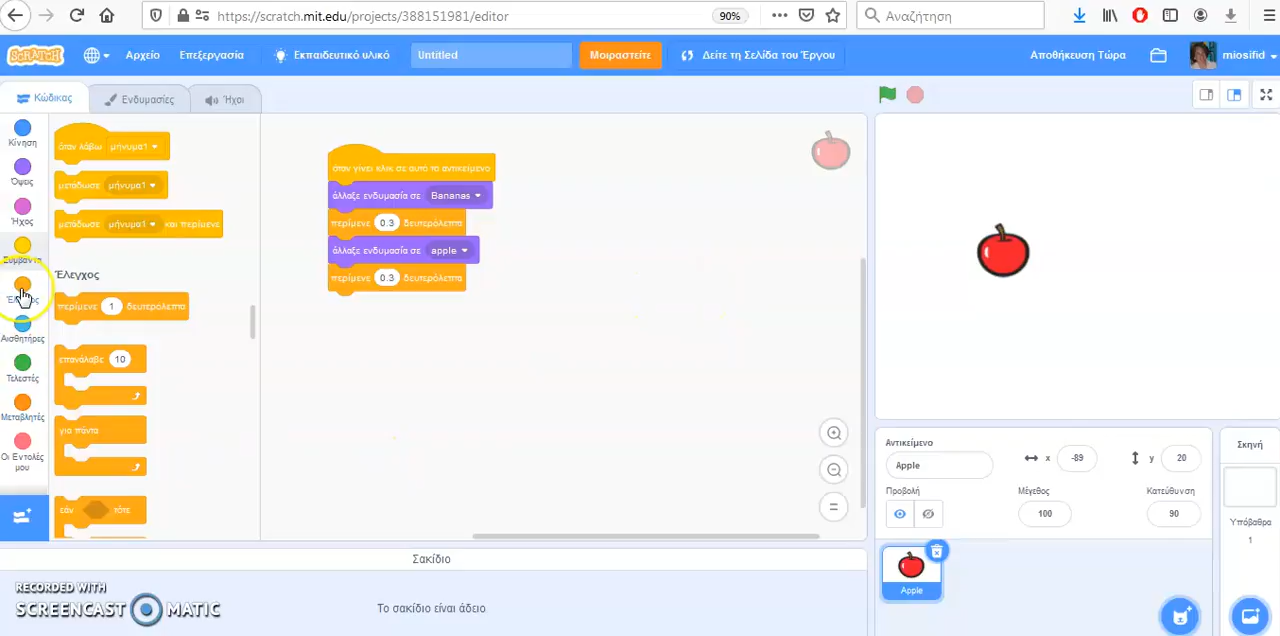 https://scratch.mit.edu/projects/388151981/editor
90%
Αναζήτηση
SCRATCH
Αρχείο
Επεξεργασία
Εκπαιδευτικό υλικό
Untitled
Μοιραστείτε
Δείτε τη Σελίδα του Έργου
Αποθήκευση Τώρα
miosifid
Κώδικας
Ενδυμασίες
Ήχοι
Κίνηση
Όψεις
Ήχος
Συμβάντα
Έλεγχος
Αισθητήρες
Τελεστές
Μεταβλητές
Οι Εντολές
μου
όταν λάβω μήνυμα1
μετάδωσε μήνυμα1
μετάδωσε μήνυμα1 και περίμενε
Έλεγχος
περίμενε 1 δευτερόλεπτα
επανάλαβε 10
για πάντα
εάν τότε
όταν γίνει κλικ σε αυτό το αντικείμενο
άλλαξε ενδυμασία σε Bananas
περίμενε 0.3 δευτερόλεπτα
άλλαξε ενδυμασία σε apple
περίμενε 0.3 δευτερόλεπτα
Αντικείμενο
Apple
x -89
y 20
Προβολή
Μέγεθος
100
Κατεύθυνση
90
Apple
Σκηνή
Υπόβαθρα
1
Σακίδιο
Το σακίδιο είναι άδειο
RECORDED WITH
SCREENCAST MATIC